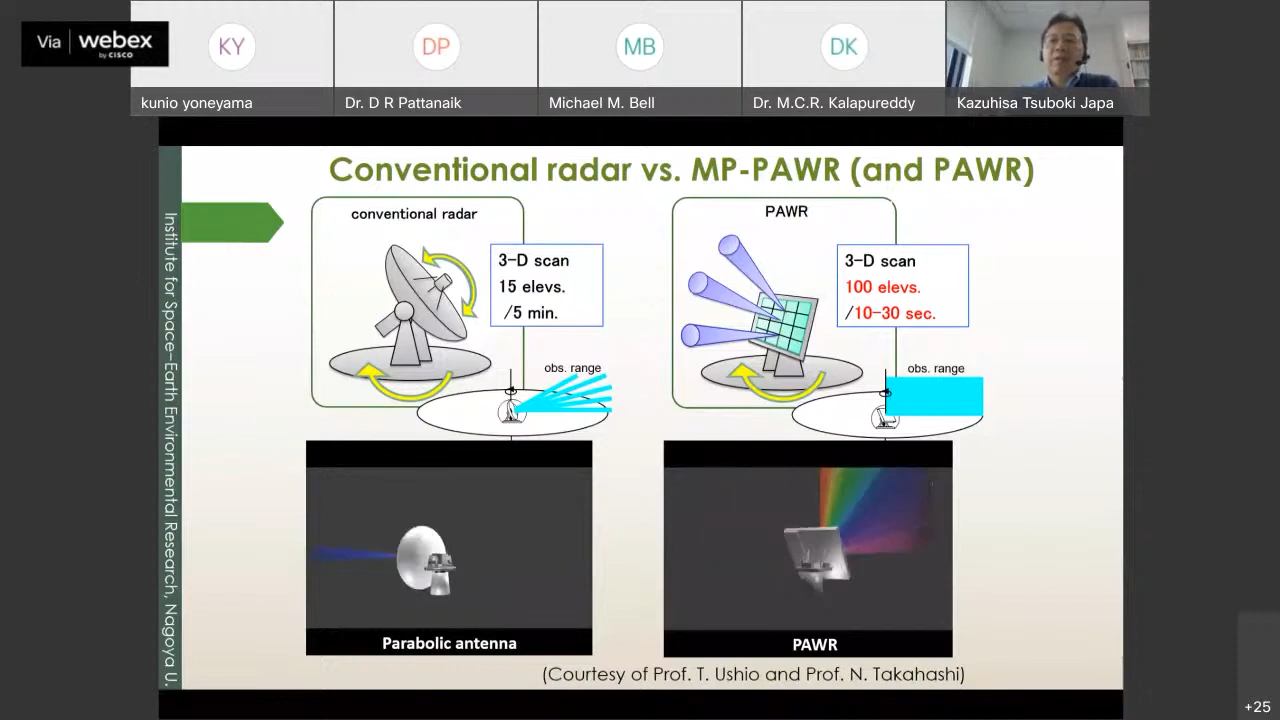 Via webex
by CISCO
KY
DP
MB
DK
kunio yoneyama
Dr. D R Pattanaik
Michael M. Bell
Dr. M.C.R. Kalapureddy
Kazuhisa Tsuboki Japa
Institute for Space-Earth Environmental Research, Nagoya U.
Conventional radar vs. MP-PAWR (and PAWR)
conventional radar
3-D scan
15 elevs.
/5 min.
obs. range
PAWR
3-D scan
100 elevs.
/10-30 sec.
obs. range
Parabolic antenna
PAWR
(Courtesy of Prof. T. Ushio and Prof. N. Takahashi)
+25